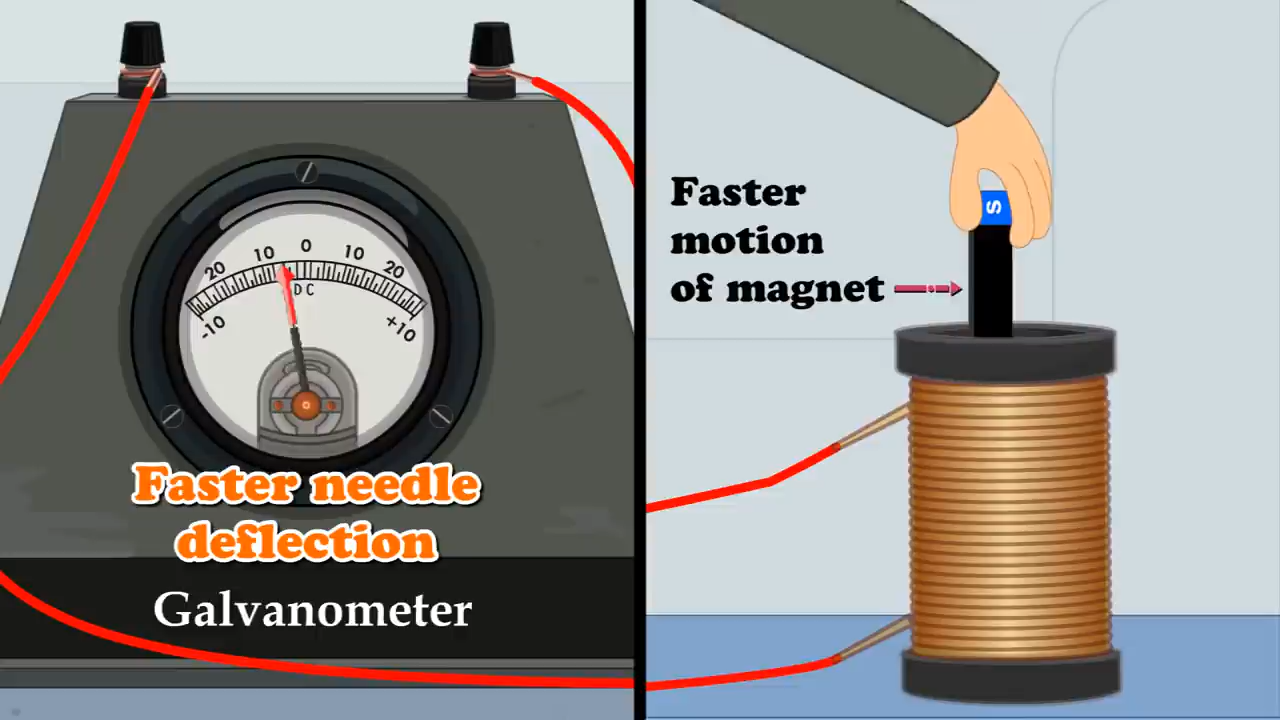 20 10 0 10 20
DC
-10 +10
Faster needle
deflection
Galvanometer
S
Faster
motion
of magnet